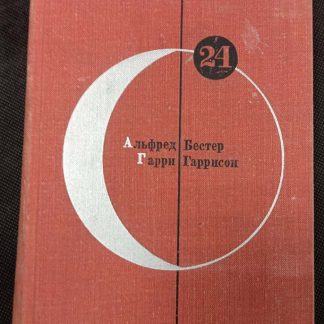 24
Альфред Бестер
Гарри Гаррисон